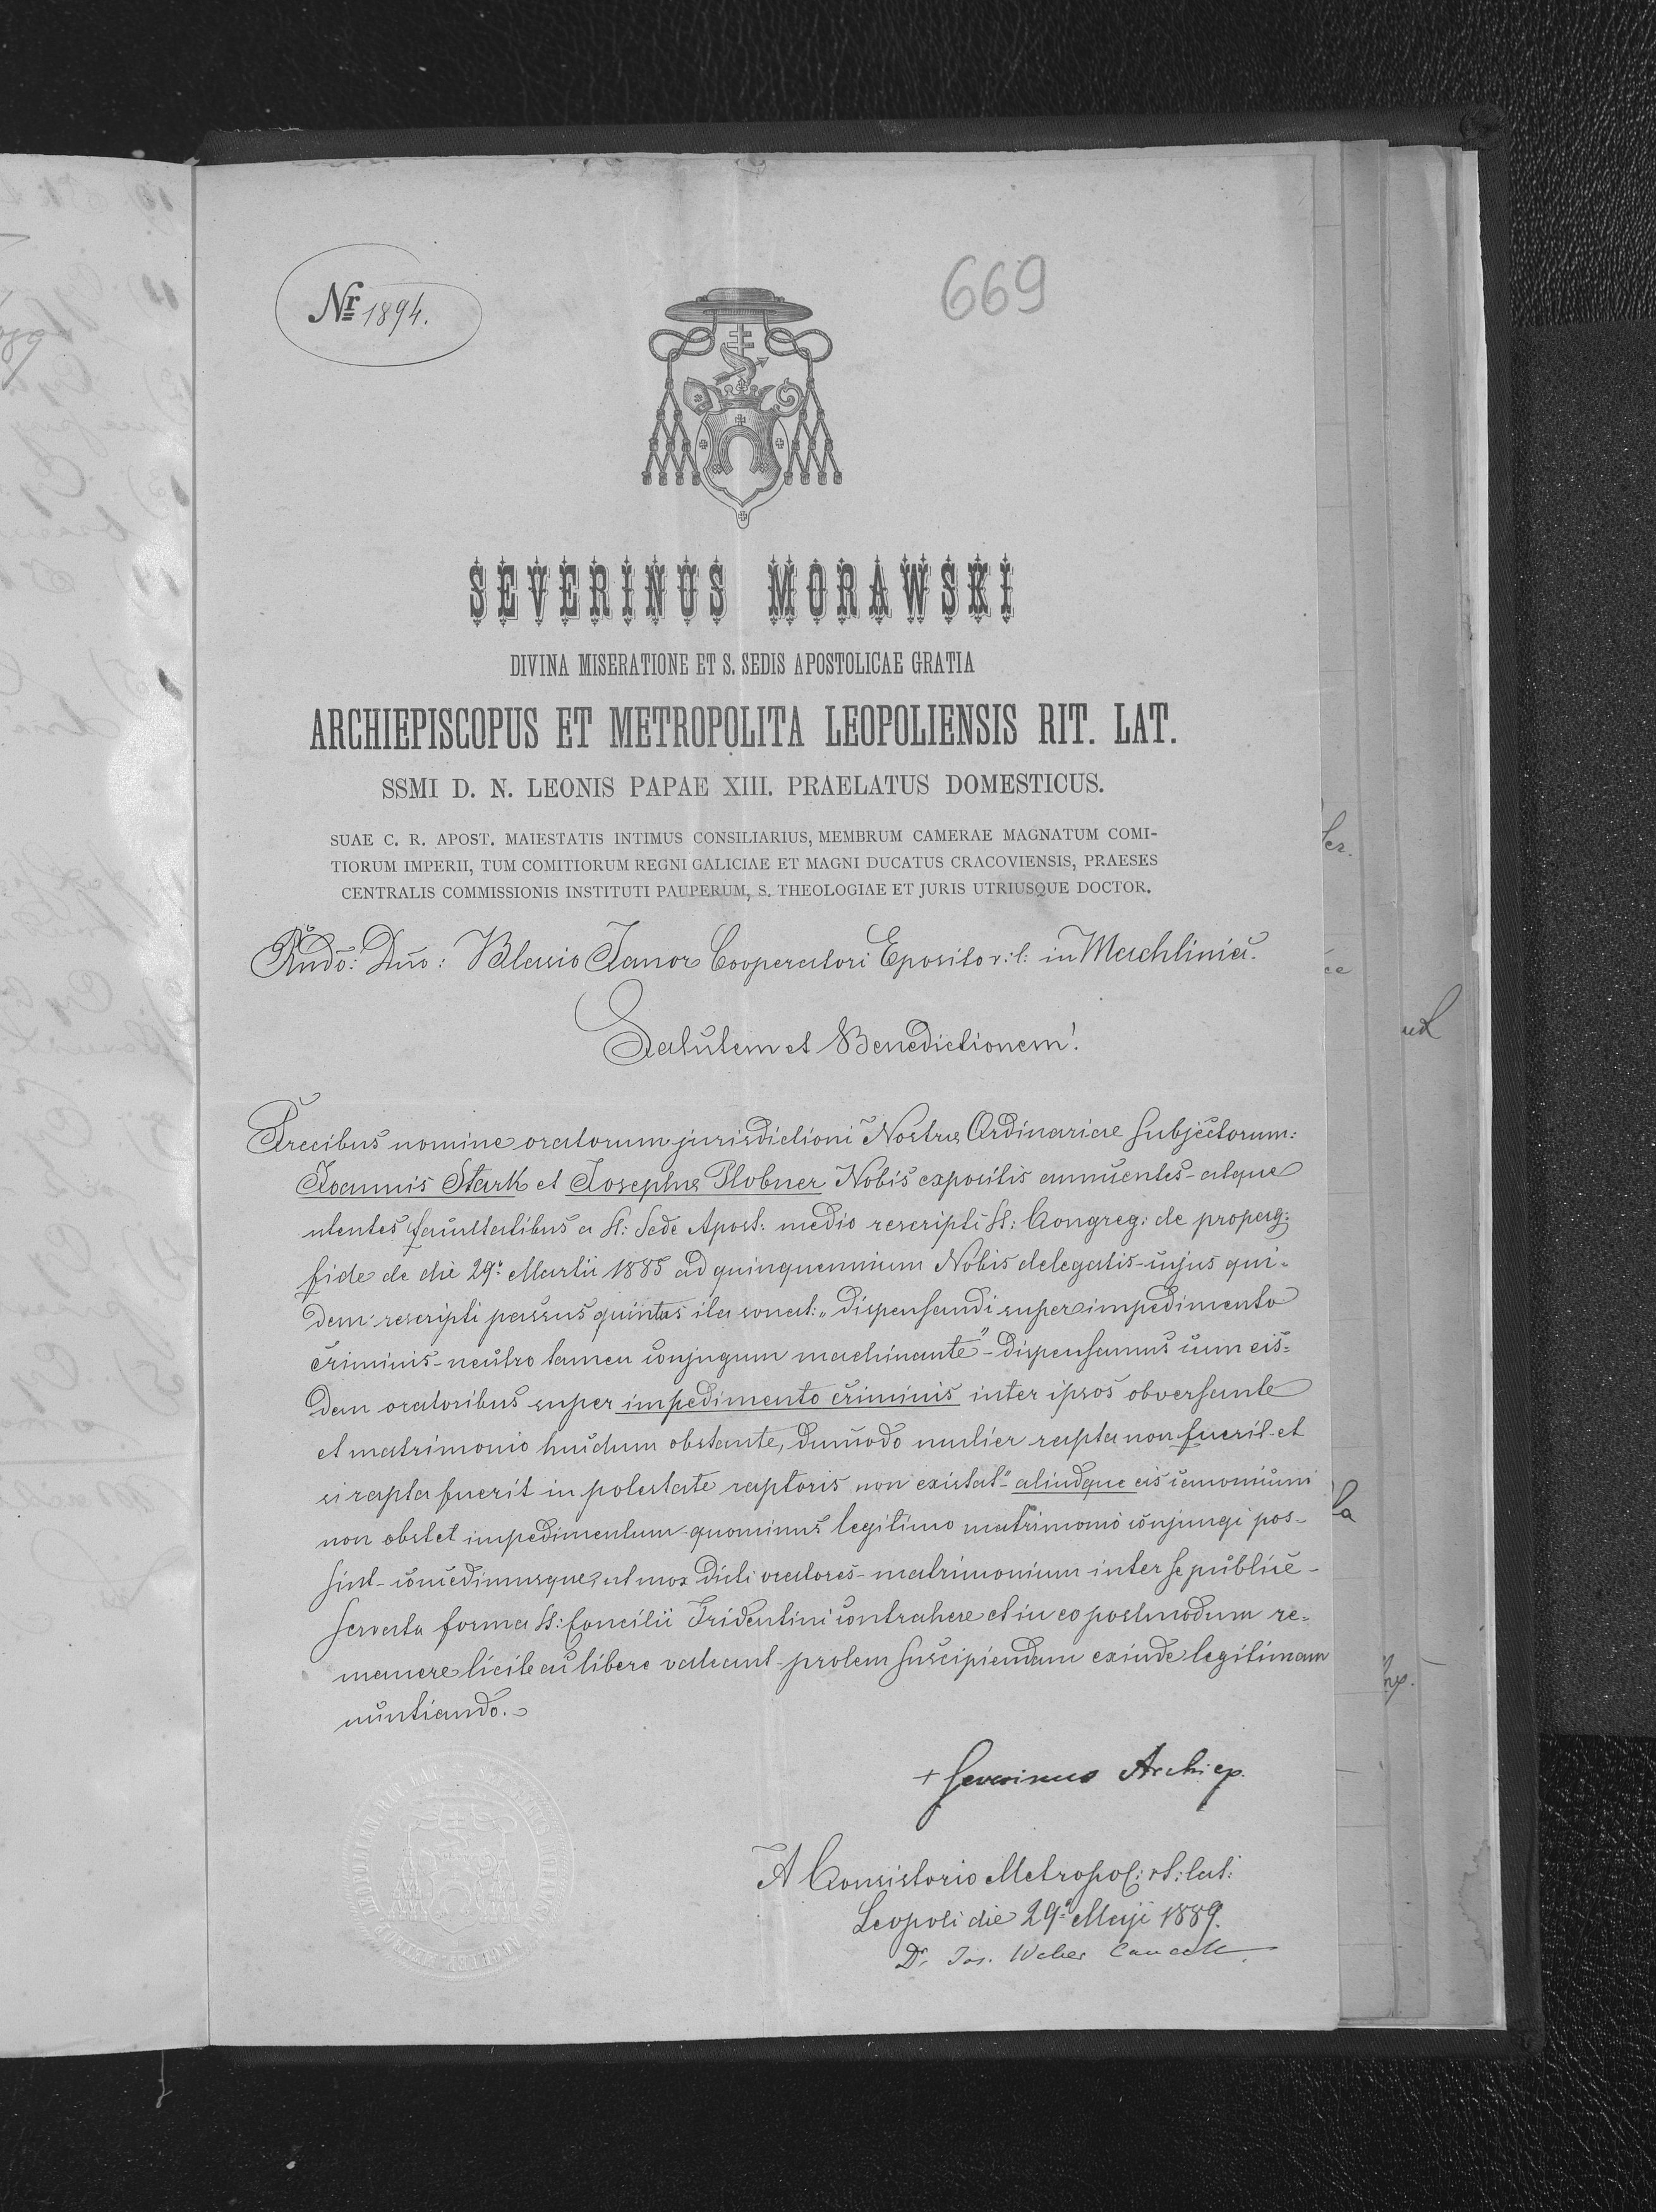 Nr 1894.
669
SEVERINUS MORAWSKI
DIVINA MISERATIONE ET S. SEDIS APOSTOLICAE GRATIA
ARCHIEPISCOPUS ET METROPOLITA LEOPOLIENSIS RIT. LAT.
SSMI D. N. LEONIS PAPAE XIII. PRAELATUS DOMESTICUS.
SUAE C. R. APOST. MAIESTATIS INTIMUS CONSILIARIUS, MEMBRUM CAMERAE MAGNATUM COMI-
TIORUM IMPERII, TUM COMITIORUM REGNI GALICIAE ET MAGNI DUCATUS CRACOVIENSIS, PRAESES
CENTRALIS COMMISSIONIS INSTITUTI PAUPERUM, S. THEOLOGIAE ET JURIS UTRIUSQUE DOCTOR.
Rndo: Dno: Blasio Janor Cooperatori Eposito r: l: in Machliniec.
Salutem et Benedictionem!
Precibus nomine oratorum jurisdictioni Nostrae Ordinariae subjectorum:
Joannis Stark et Josephae Plobner Nobis expositis annuentes - atque
utentes facultatibus a St: Sede Apost: medio rescripti St: Congreg: de propag:
fide de die 29a Martii 1885 ad quinquennium Nobis delegatis - cujus qui-
dem rescripti passus quintus ita sonat: „dispensandi super impedimento
criminis - neutro tamen conjugum machinante" - dispensamus cum eis-
dem oratoribus super impedimento criminis inter ipsos obversante
et matrimonio hucdum obstante, dummodo mulier rapta non fuerit - et
si rapta fuerit in potestate raptoris non existat - aliudque eis canonicum
non obstet impedimentum - quominus legitimo matrimonio conjungi pos-
sint - concedimusque, ut mox dicti oratores - matrimonium inter se publice -
servata forma St: Concilii Tridentini contrahere et in eo postmodum re-
manere licite ac libere valeant - prolem suscipiendam exinde legitimam
nuntiando. -
+ Severinus Archiep.
A Consistorio Metropol: rt: lat:
Leopoli die 29a Maji 1889.
Dr. Jos. Weber Cancell